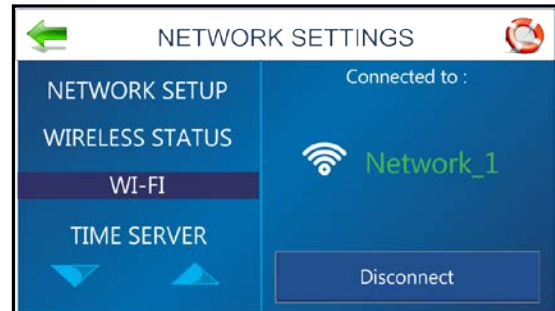 NETWORK SETTINGS
NETWORK SETUP
WIRELESS STATUS
WI-FI
TIME SERVER
Connected to :
Network_1
Disconnect